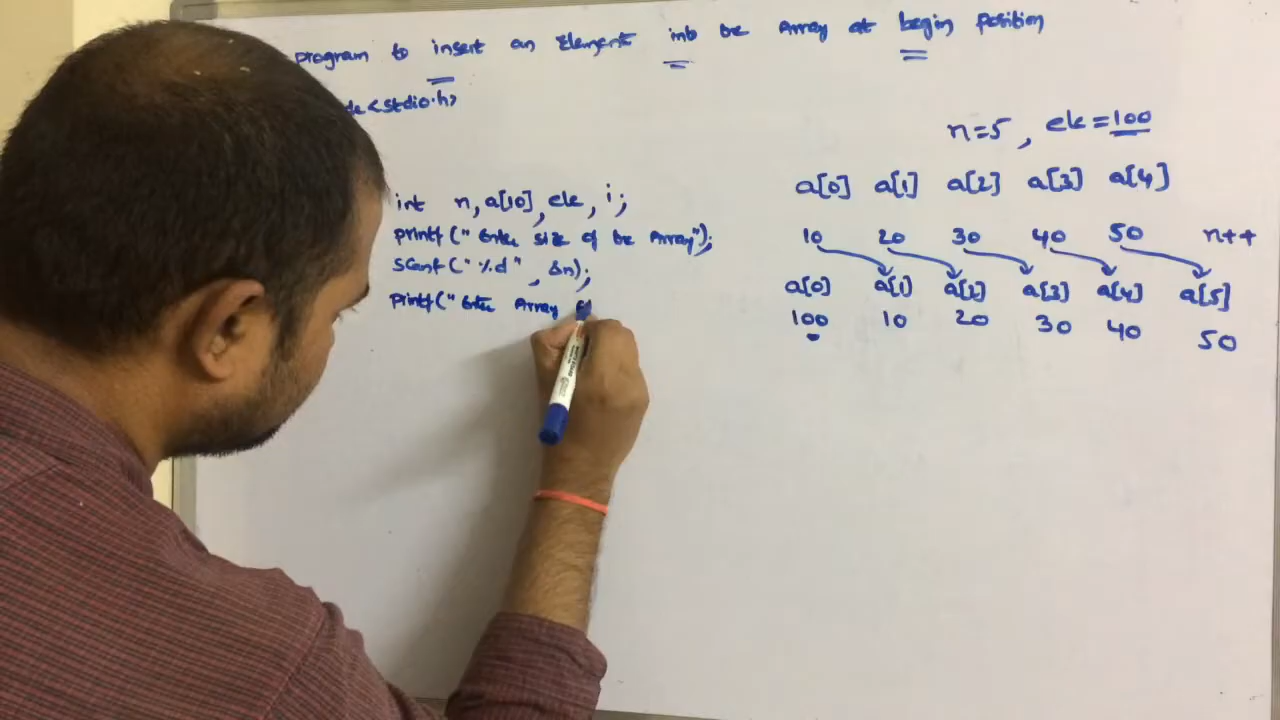 program to insert an Element into the Array at begin position
de<stdio.h>
int n, a[10], ele, i;
printf("Enter size of the Array");
scanf("%d", &n);
printf("Enter Array
n=5, ele=100
a[0] a[1] a[2] a[3] a[4]
10 20 30 40 50 n++
a[0] a[1] a[2] a[3] a[4] a[5]
100 10 20 30 40 50